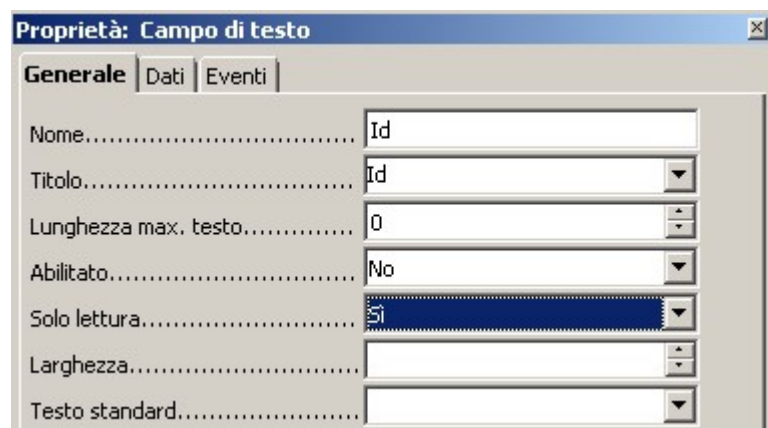 Proprietà: Campo di testo
Generale Dati Eventi
Nome................................ Id
Titolo................................ Id
Lunghezza max. testo.............. 0
Abilitato............................. No
Solo lettura......................... Sì
Larghezza...........................
Testo standard......................